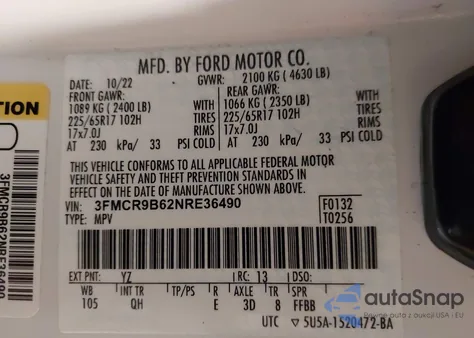 MFD. BY FORD MOTOR CO.
DATE: 10/22 GVWR: 2100 KG (4630 LB)
FRONT GAWR: REAR GAWR:
1089 KG (2400 LB) 1066 KG (2350 LB)
225/65R17 102H TIRES 225/65R17 102H TIRES
17x7.0J RIMS 17x7.0J RIMS
AT 230 kPa/ 33 PSI COLD AT 230 kPa/ 33 PSI COLD
THIS VEHICLE CONFORMS TO ALL APPLICABLE FEDERAL MOTOR
VEHICLE SAFETY AND THEFT PREVENTION STANDARDS IN
EFFECT ON THE DATE OF MANUFACTURE SHOWN ABOVE.
VIN: 3FMCR9B62NRE36490 F0132
TYPE: MPV T0256
EXT PNT: YZ RC: 13 DSO:
WB INT TR TP/PS R AXLE TR SPR
105 QH E 3D 8 FFBB
UTC 5U5A-1520472-BA
TION
3FMCR9B62NRE36490
autoSnap